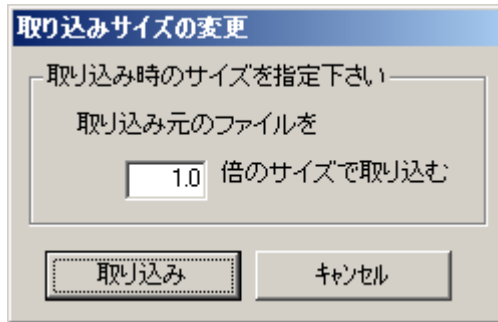 取り込みサイズの変更
取り込み時のサイズを指定下さい
取り込み元のファイルを
1.0 倍のサイズで取り込む
取り込み
ｷｬﾝｾﾙ